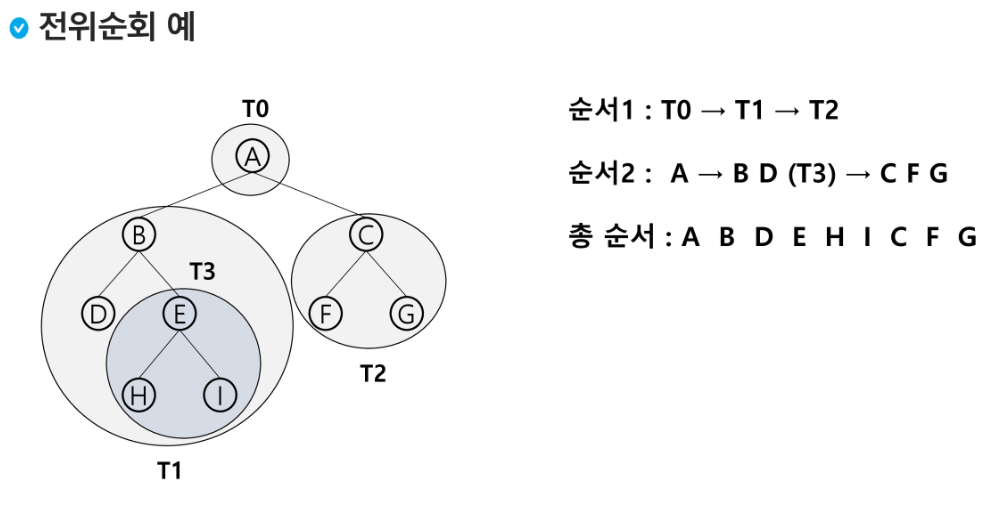 전위순회 예
T0
A
B
C
T3
D
E
F
G
H
I
T2
T1
순서1 : T0 → T1 → T2
순서2 : A → B D (T3) → C F G
총 순서 : A B D E H I C F G